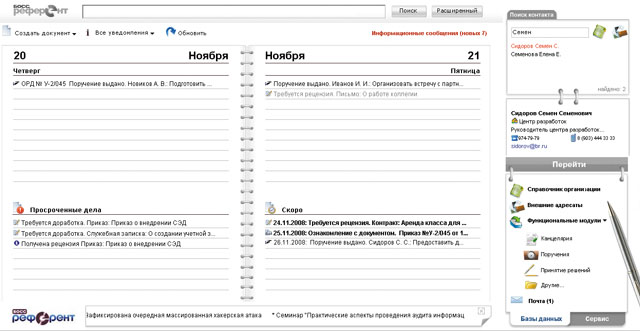 БОСС
референт
Поиск
Расширенный
Создать документ
Все уведомления
Обновить
Информационные сообщения (новых 7)
20 Ноября
Четверг
ОРД № У-2/045 Поручение выдано. Новиков А. В.: Подготовить ...
Ноября 21
Пятница
Поручение выдано. Иванов И. И.: Организовать встречу с партн...
Требуется рецензия. Письмо: О работе коллегии
Просроченные дела
Требуется доработка. Приказ: Приказ о внедрении СЭД
Требуется доработка. Служебная записка: О создании учетной з...
Получена рецензия Приказ: Приказ о внедрении СЭД
Скоро
24.11.2008: Требуется рецензия. Контракт: Аренда класса для ...
25.11.2008: Ознакомление с документом. Приказ №У-2/045 от 1...
26.11.2008: Поручение выдано. Сидоров С. С.: Предоставить д...
Поиск контакта
Семен
Сидоров Семен С.
Семенова Елена Е.
найдено: 2
Сидоров Семен Семенович
Центр разработок
Руководитель центра разработ...
974-79-79 8 (903) 444 33 33
sidorov@br.ru
Перейти
Справочник организации
Внешние адресаты
Функциональные модули
Канцелярия
Поручения
Принятие решений
Другие...
Почта (1)
Базы данных Сервис
БОСС
референт
Зафиксирована очередная массированная хакерская атака * Семинар "Практические аспекты проведения аудита информац